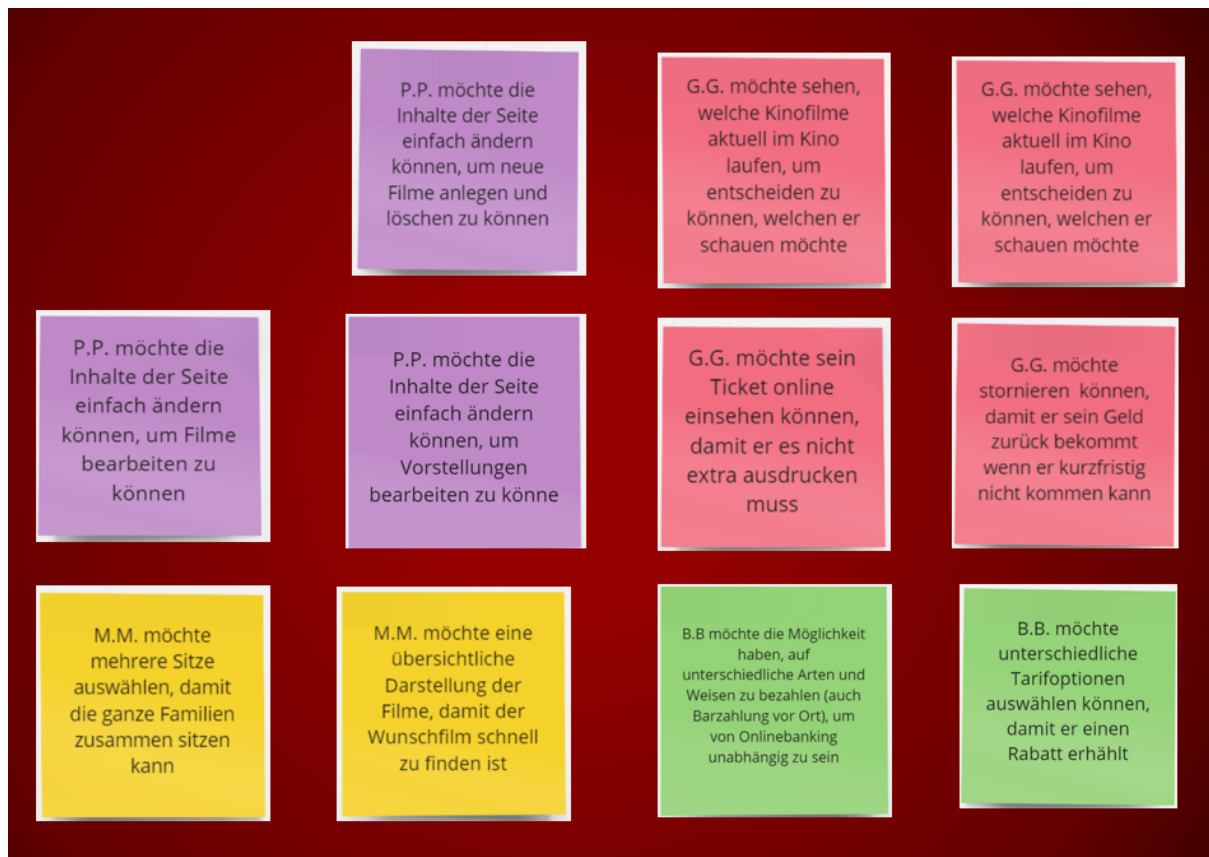 P.P. möchte die
Inhalte der Seite
einfach ändern
können, um neue
Filme anlegen und
löschen zu können
G.G. möchte sehen,
welche Kinofilme
aktuell im Kino
laufen, um
entscheiden zu
können, welchen er
schauen möchte
G.G. möchte sehen,
welche Kinofilme
aktuell im Kino
laufen, um
entscheiden zu
können, welchen er
schauen möchte
P.P. möchte die
Inhalte der Seite
einfach ändern
können, um Filme
bearbeiten zu
können
P.P. möchte die
Inhalte der Seite
einfach ändern
können, um
Vorstellungen
bearbeiten zu könne
G.G. möchte sein
Ticket online
einsehen können,
damit er es nicht
extra ausdrucken
muss
G.G. möchte
stornieren können,
damit er sein Geld
zurück bekommt
wenn er kurzfristig
nicht kommen kann
M.M. möchte
mehrere Sitze
auswählen, damit
die ganze Familien
zusammen sitzen
kann
M.M. möchte eine
übersichtliche
Darstellung der
Filme, damit der
Wunschfilm schnell
zu finden ist
B.B möchte die Möglichkeit
haben, auf
unterschiedliche Arten und
Weisen zu bezahlen (auch
Barzahlung vor Ort), um
von Onlinebanking
unabhängig zu sein
B.B. möchte
unterschiedliche
Tarifoptionen
auswählen können,
damit er einen
Rabatt erhählt